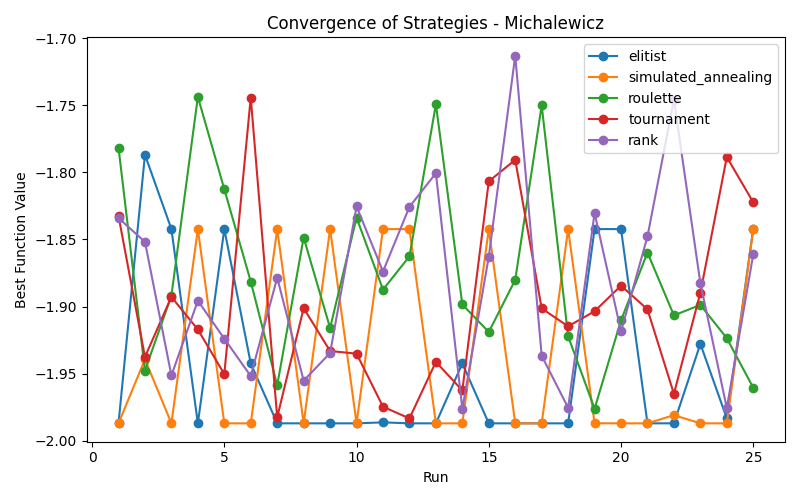 Convergence of Strategies - Michalewicz
Best Function Value
−1.70
−1.75
−1.80
−1.85
−1.90
−1.95
−2.00
elitist
simulated_annealing
roulette
tournament
rank
0
5
10
15
20
25
Run